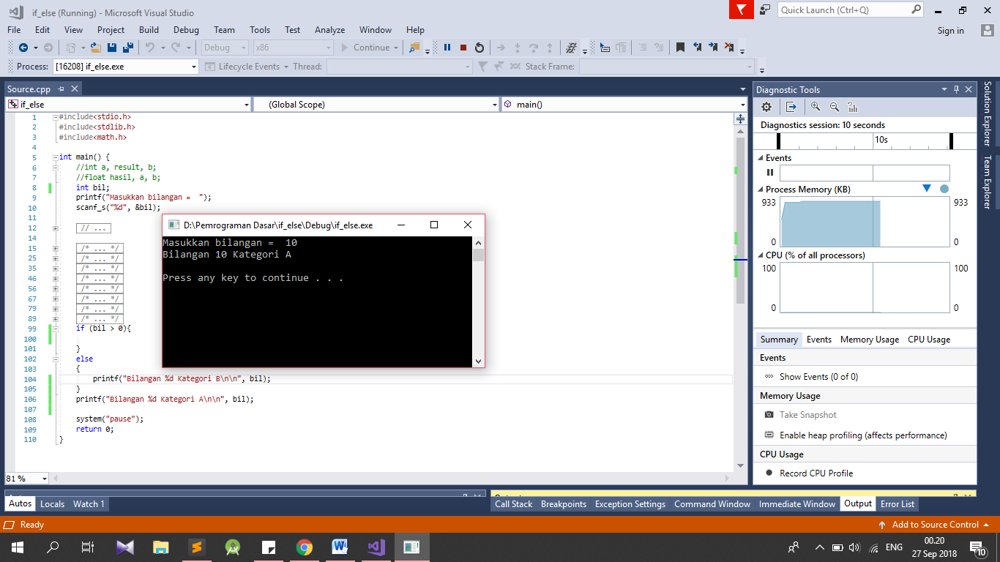 if_else (Running) - Microsoft Visual Studio
Quick Launch (Ctrl+Q)
File Edit View Project Build Debug Team Tools Test Analyze Window Help
Sign in
Debug x86 Continue
Process: [16208] if_else.exe Lifecycle Events Thread: Stack Frame:
Source.cpp
if_else (Global Scope) main()
1 #include<stdio.h>
2 #include<stdlib.h>
3 #include<math.h>
4
5 int main() {
6 //int a, result, b;
7 //float hasil, a, b;
8 int bil;
9 printf("Masukkan bilangan =  ");
10 scanf_s("%d", &bil);
11
12 // ...
14
15 /* ... */
25 /* ... */
35 /* ... */
46 /* ... */
56 /* ... */
67 /* ... */
79 /* ... */
89 /* ... */
99 if (bil > 0){
100
101 }
102 else
103 {
104 printf("Bilangan %d Kategori B\n\n", bil);
105 }
106 printf("Bilangan %d Kategori A\n\n", bil);
107
108 system("pause");
109 return 0;
110 }
81 %
D:\Pemrograman Dasar\if_else\Debug\if_else.exe
Masukkan bilangan =  10
Bilangan 10 Kategori A
Press any key to continue . . .
Diagnostic Tools
Diagnostics session: 10 seconds
10s
Events
Process Memory (KB)
933 933
0 0
CPU (% of all processors)
100 100
0 0
Summary Events Memory Usage CPU Usage
Events
Show Events (0 of 0)
Memory Usage
Take Snapshot
Enable heap profiling (affects performance)
CPU Usage
Record CPU Profile
Solution Explorer
Team Explorer
Autos Locals Watch 1
Call Stack Breakpoints Exception Settings Command Window Immediate Window Output Error List
Ready
Add to Source Control
ENG
00.20
27 Sep 2018
10